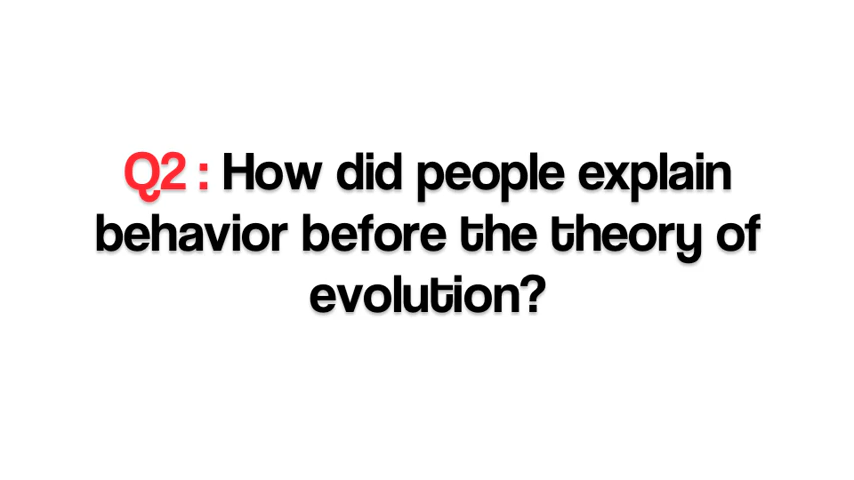 Q2 : How did people explain
behavior before the theory of
evolution?